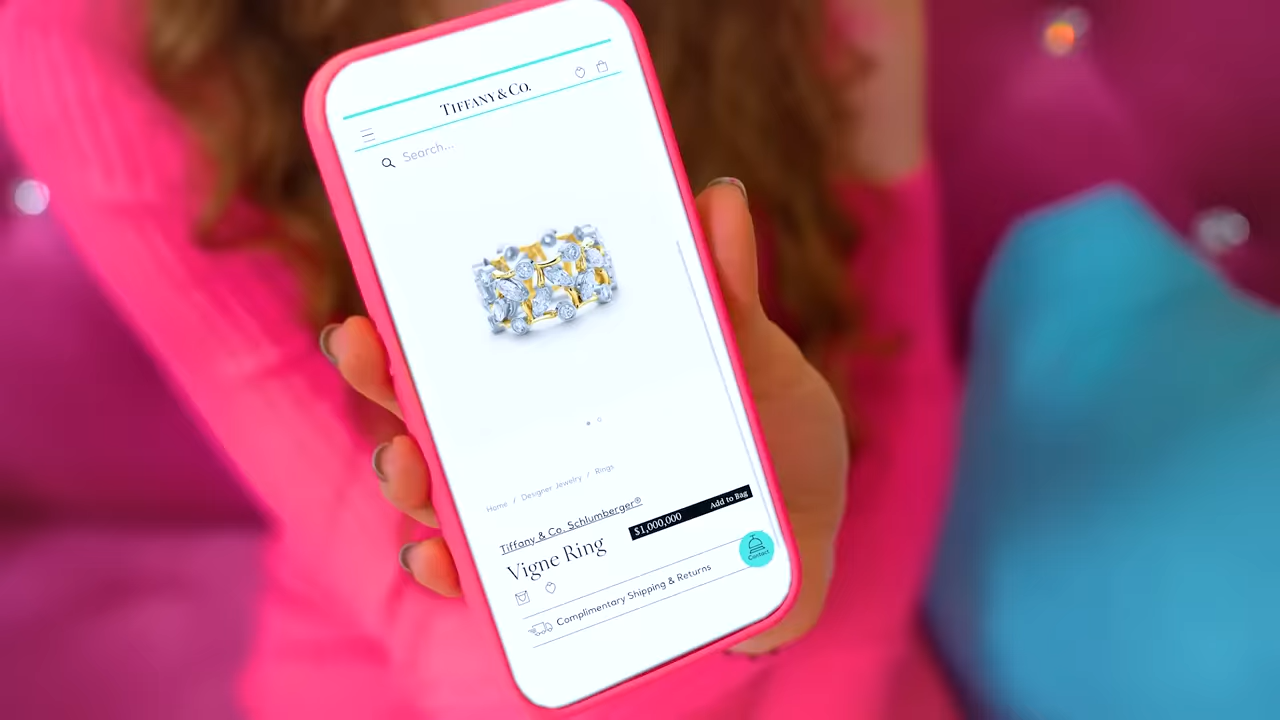 TIFFANY & CO.
Search...
Home / Designer Jewelry / Rings
Tiffany & Co. Schlumberger®
$1,000,000 Add to Bag
Vigne Ring
Contact
Complimentary Shipping & Returns